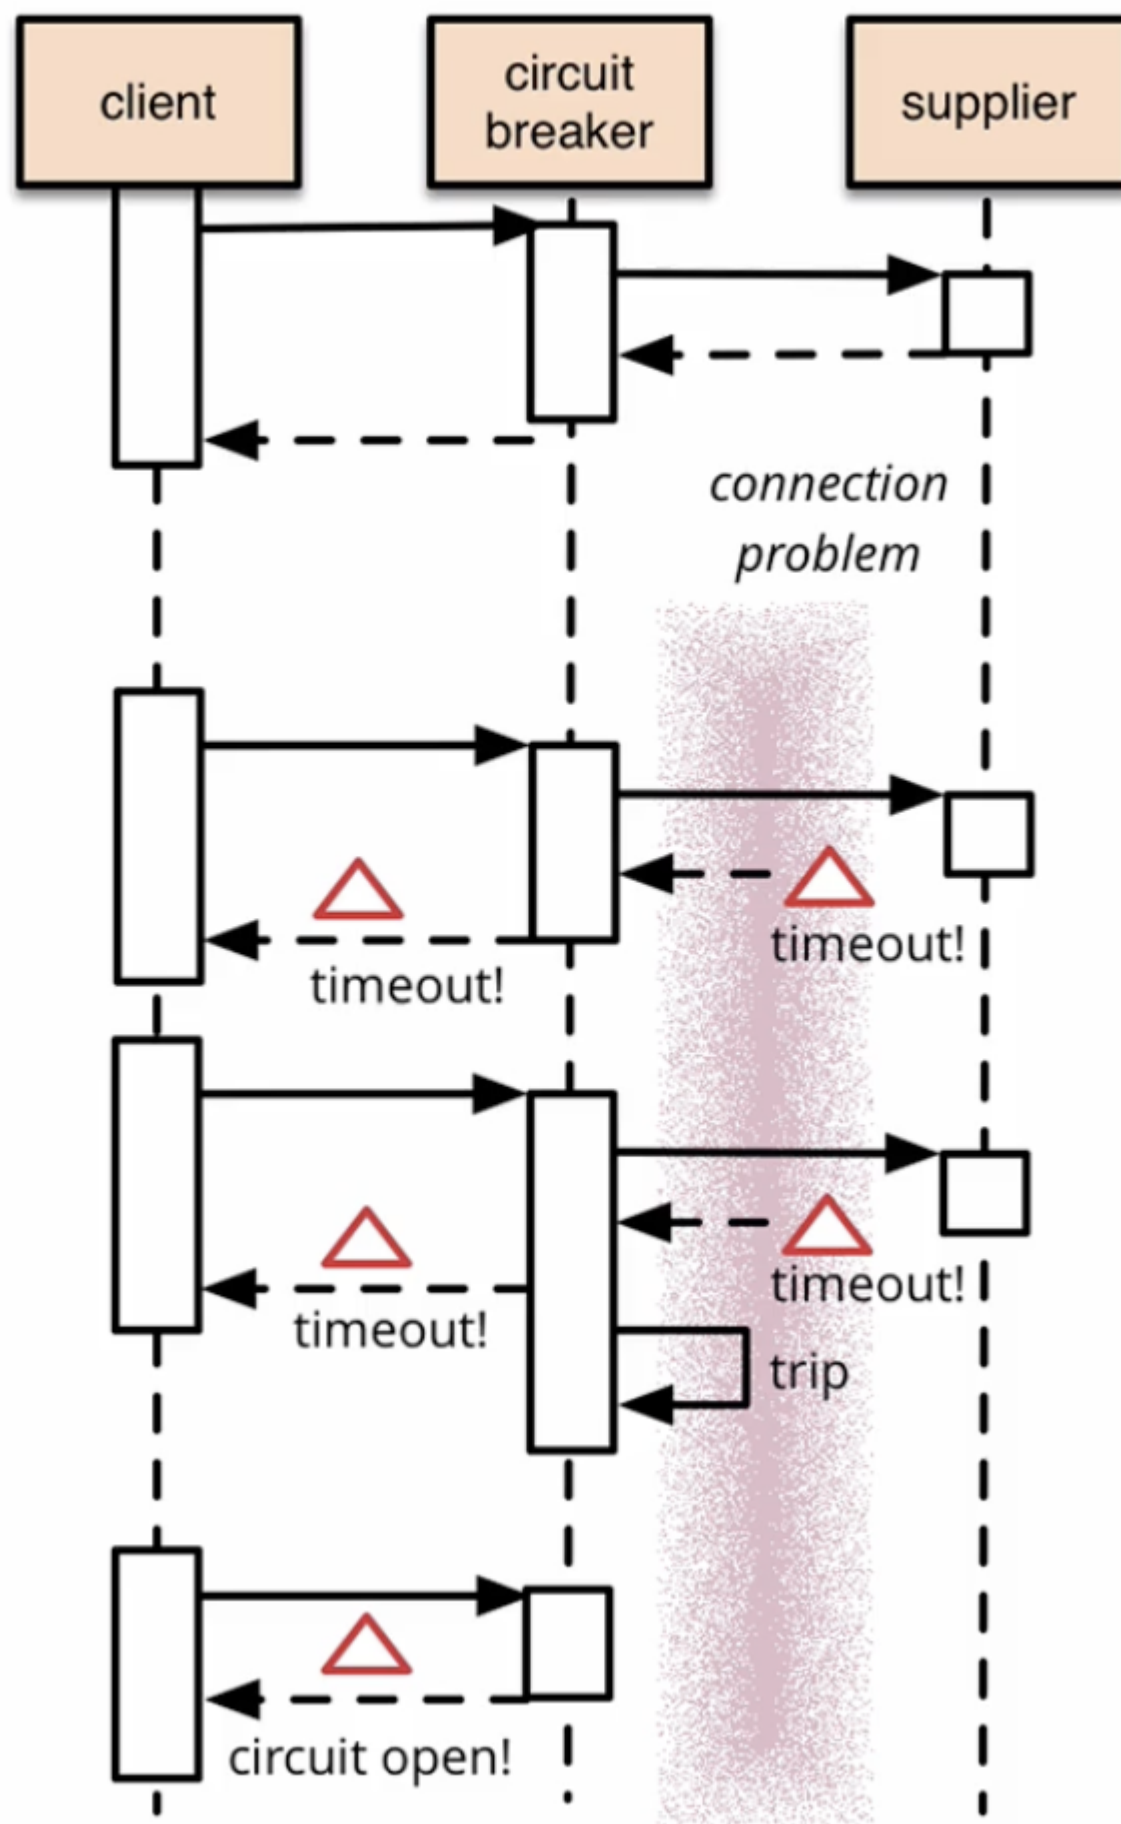 client
circuit
breaker
supplier
connection
problem
timeout!
timeout!
timeout!
timeout!
trip
circuit open!